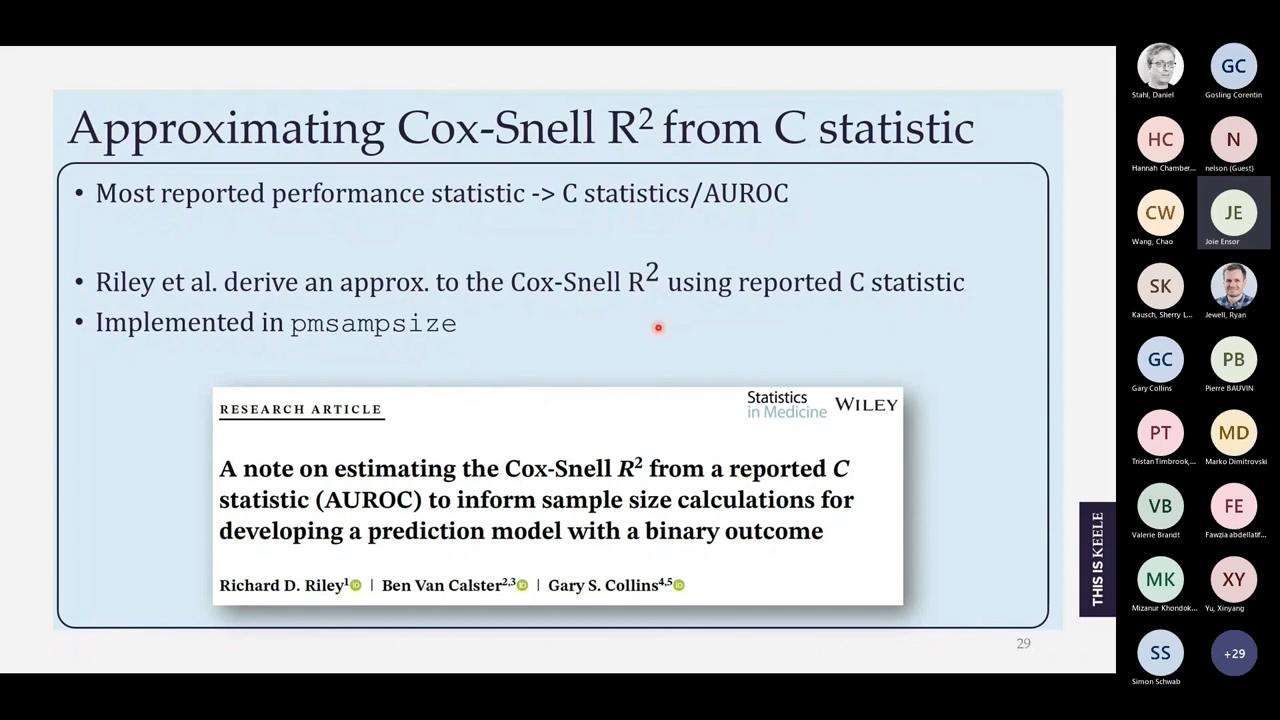 Approximating Cox-Snell R² from C statistic
• Most reported performance statistic -> C statistics/AUROC
• Riley et al. derive an approx. to the Cox-Snell R² using reported C statistic
• Implemented in pmsampsize
RESEARCH ARTICLE
Statistics
in Medicine
WILEY
A note on estimating the Cox-Snell R² from a reported C
statistic (AUROC) to inform sample size calculations for
developing a prediction model with a binary outcome
Richard D. Riley¹ | Ben Van Calster²,³ | Gary S. Collins⁴,⁵
29
THIS IS KEELE
Stahl, Daniel
GC
Gosling Corentin
HC
Hannah Chamber...
N
nelson (Guest)
CW
Wang, Chao
JE
Joie Ensor
SK
Kausch, Sherry L...
Jewell, Ryan
GC
Gary Collins
PB
Pierre BAUVIN
PT
Tristan Timbrook,...
MD
Marko Dimitrovski
VB
Valerie Brandt
FE
Fawzia abdellatif...
MK
Mizanur Khondok...
XY
Yu, Xinyang
SS
Simon Schwab
+29